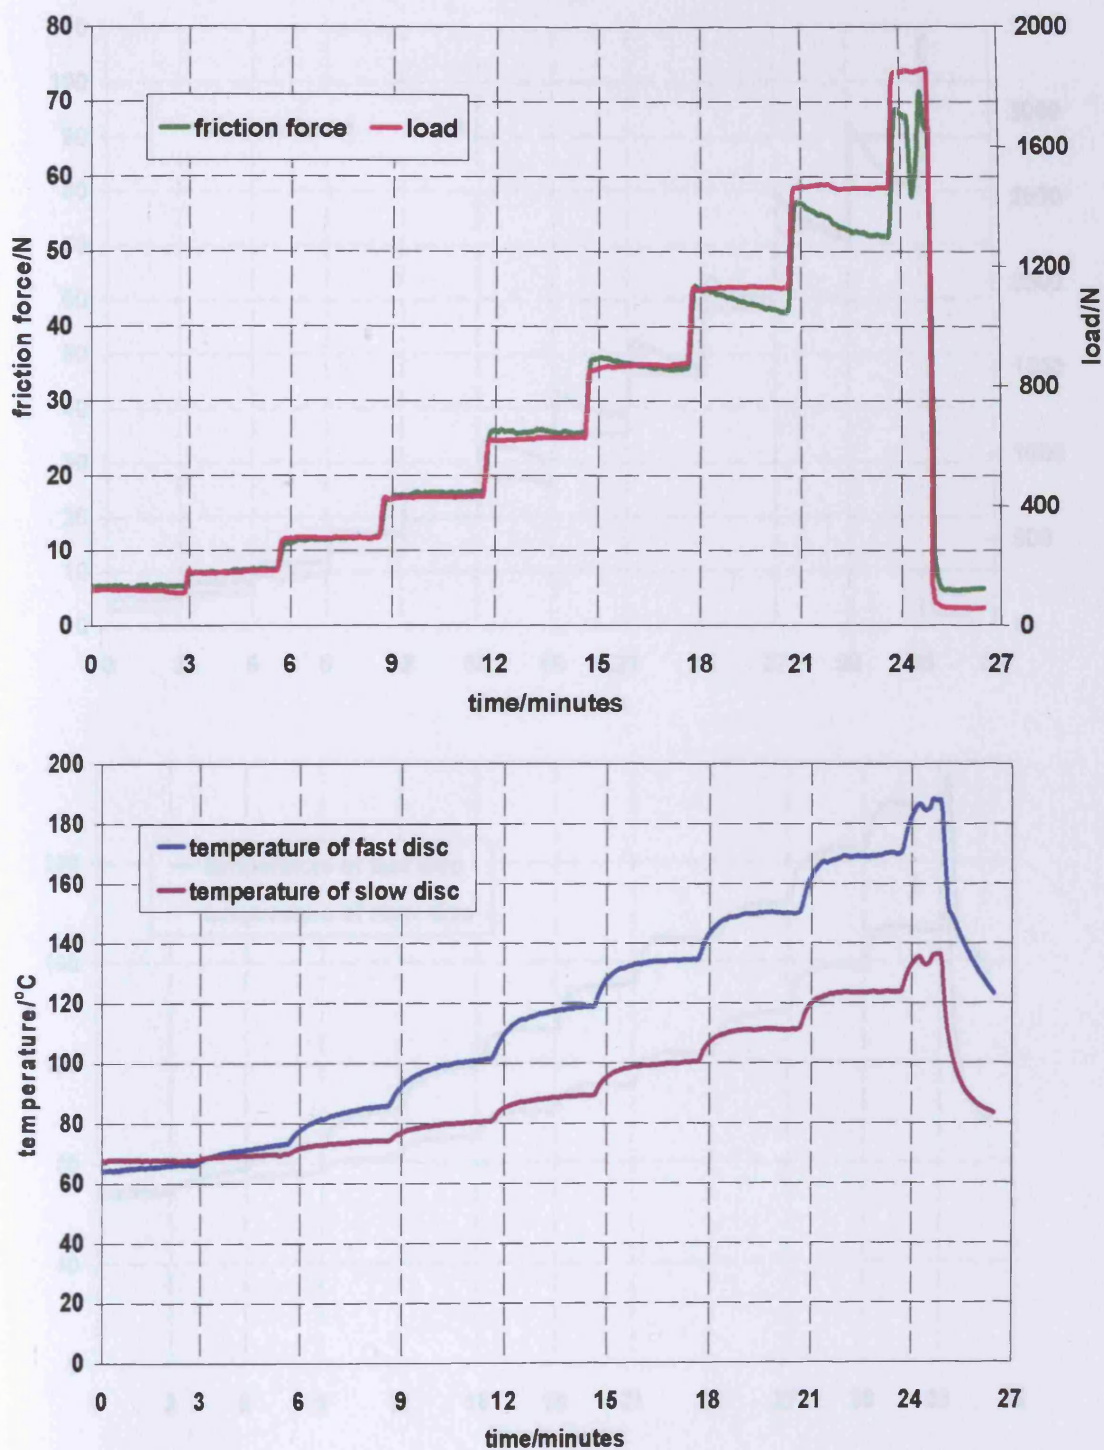 80
70
60
50
40
30
20
10
0
friction force/N
2000
1600
1200
800
400
0
load/N
friction force load
0 3 6 9 12 15 18 21 24 27
time/minutes
200
180
160
140
120
100
80
60
40
20
0
temperature/°C
temperature of fast disc
temperature of slow disc
0 3 6 9 12 15 18 21 24 27
time/minutes